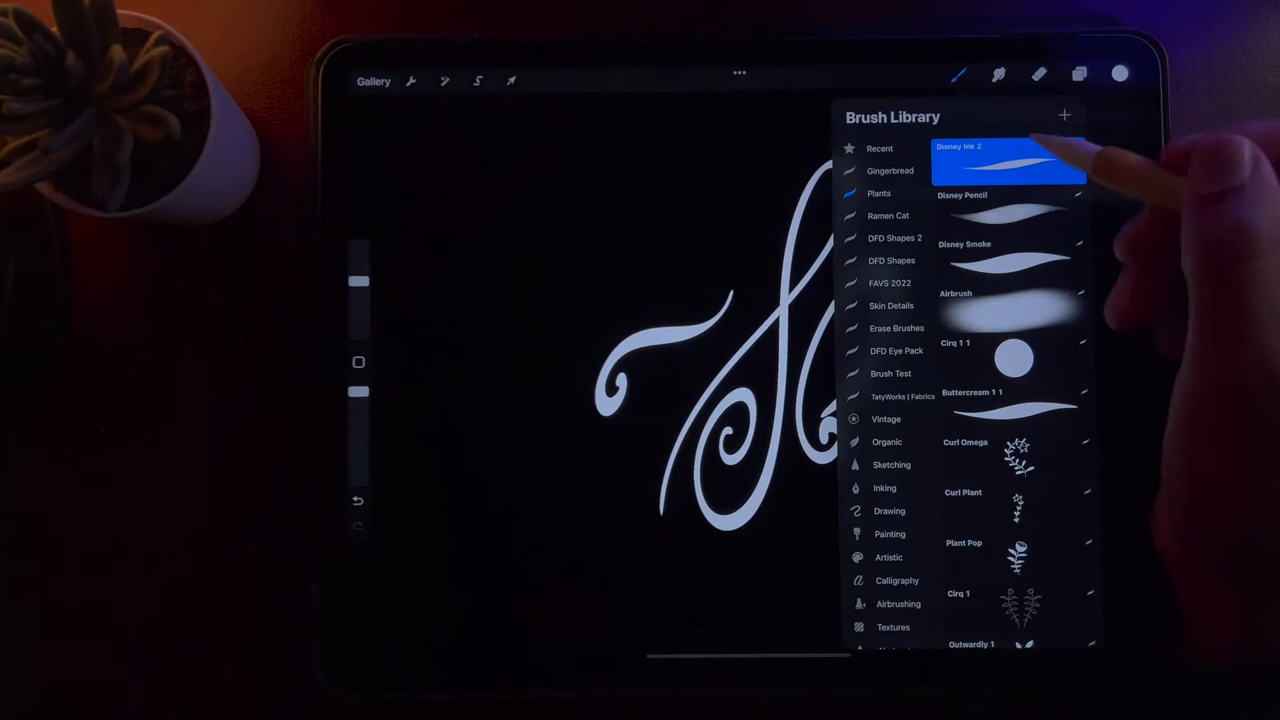 Gallery
Brush Library
Recent
Gingerbread
Plants
Ramen Cat
DFD Shapes 2
DFD Shapes
FAVS 2022
Skin Details
Erase Brushes
DFD Eye Pack
Brush Test
TatyWorks | Fabrics
Vintage
Organic
Sketching
Inking
Drawing
Painting
Artistic
Calligraphy
Airbrushing
Textures
Disney Ink 2
Disney Pencil
Disney Smoke
Airbrush
Cirq 1 1
Buttercream 1 1
Curl Omega
Curl Plant
Plant Pop
Cirq 1
Outwardly 1